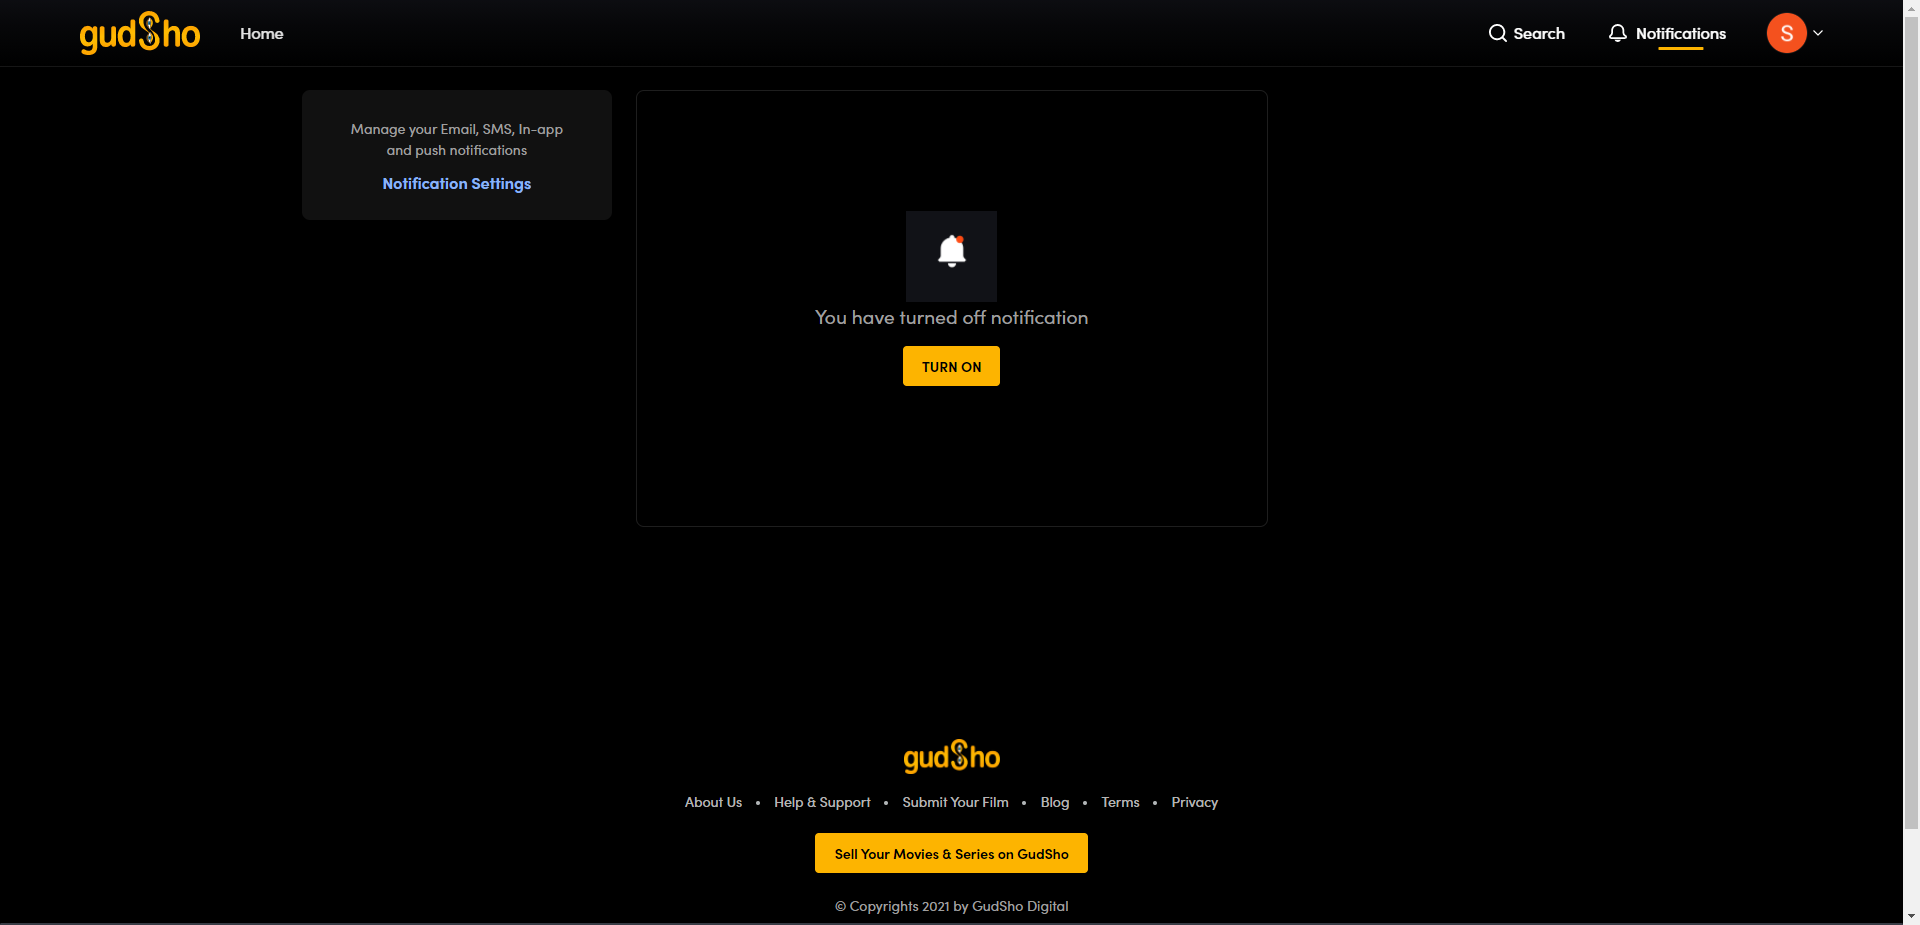 gudSho
Home
Search
Notifications
S
Manage your Email, SMS, In-app
and push notifications
Notification Settings
You have turned off notification
TURN ON
gudSho
About Us • Help & Support • Submit Your Film • Blog • Terms • Privacy
Sell Your Movies & Series on GudSho
© Copyrights 2021 by GudSho Digital